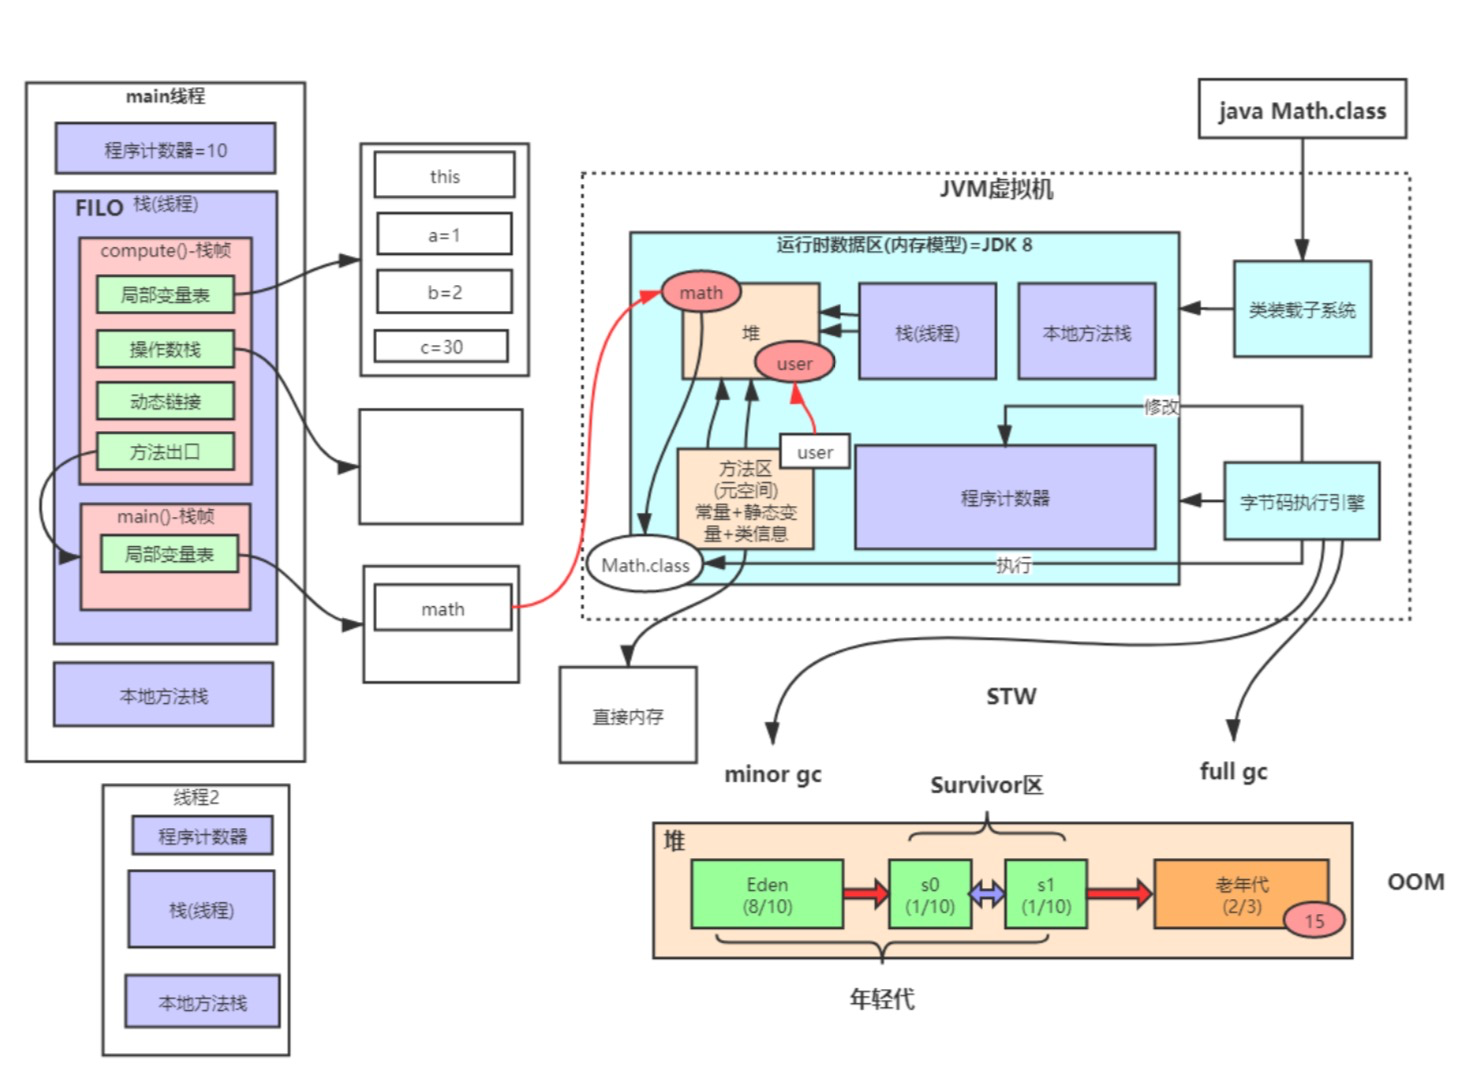 main线程
程序计数器=10
FILO 栈(线程)
compute()-栈帧
局部变量表
操作数栈
动态链接
方法出口
main()-栈帧
局部变量表
本地方法栈
this
a=1
b=2
c=30
math
线程2
程序计数器
栈(线程)
本地方法栈
java Math.class
JVM虚拟机
运行时数据区(内存模型)=JDK 8
math
堆
user
栈(线程)
本地方法栈
类装载子系统
修改
user
方法区
(元空间)
常量+静态变
量+类信息
程序计数器
字节码执行引擎
Math.class
执行
直接内存
STW
minor gc
full gc
Survivor区
堆
Eden
(8/10)
s0
(1/10)
s1
(1/10)
老年代
(2/3)
15
OOM
年轻代